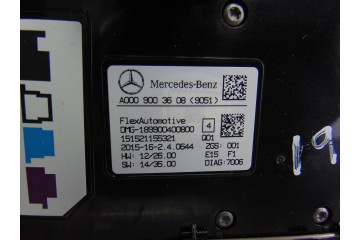 Mercedes-Benz
A000 900 36 08 (9051)
FlexAutomotive
DMG-189900400800
4
151521155321
001
2015-16-2.4.0644
ZGS: 001
HW: 12/26.00
E15 F1
SW: 14/35.00
DIAG:7006